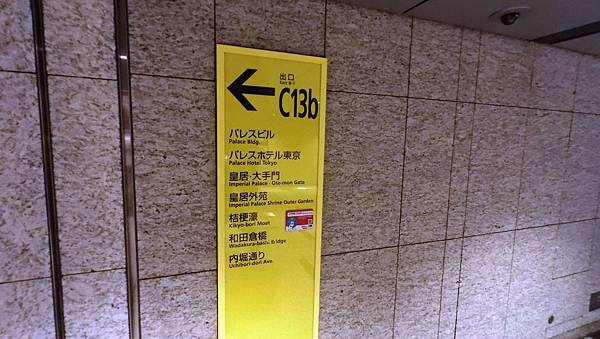 出口
C13b
パレスビル
Palace Bldg.
パレスホテル東京
Palace Hotel Tokyo
皇居・大手門
Imperial Palace・Ote-mon Gate
皇居外苑
Imperial Palace Shrine Outer Garden
桔梗濠
Kikyo-bori Moat
和田倉橋
Wadakura-bashi Bridge
内堀通り
Uchibori-dori Ave.